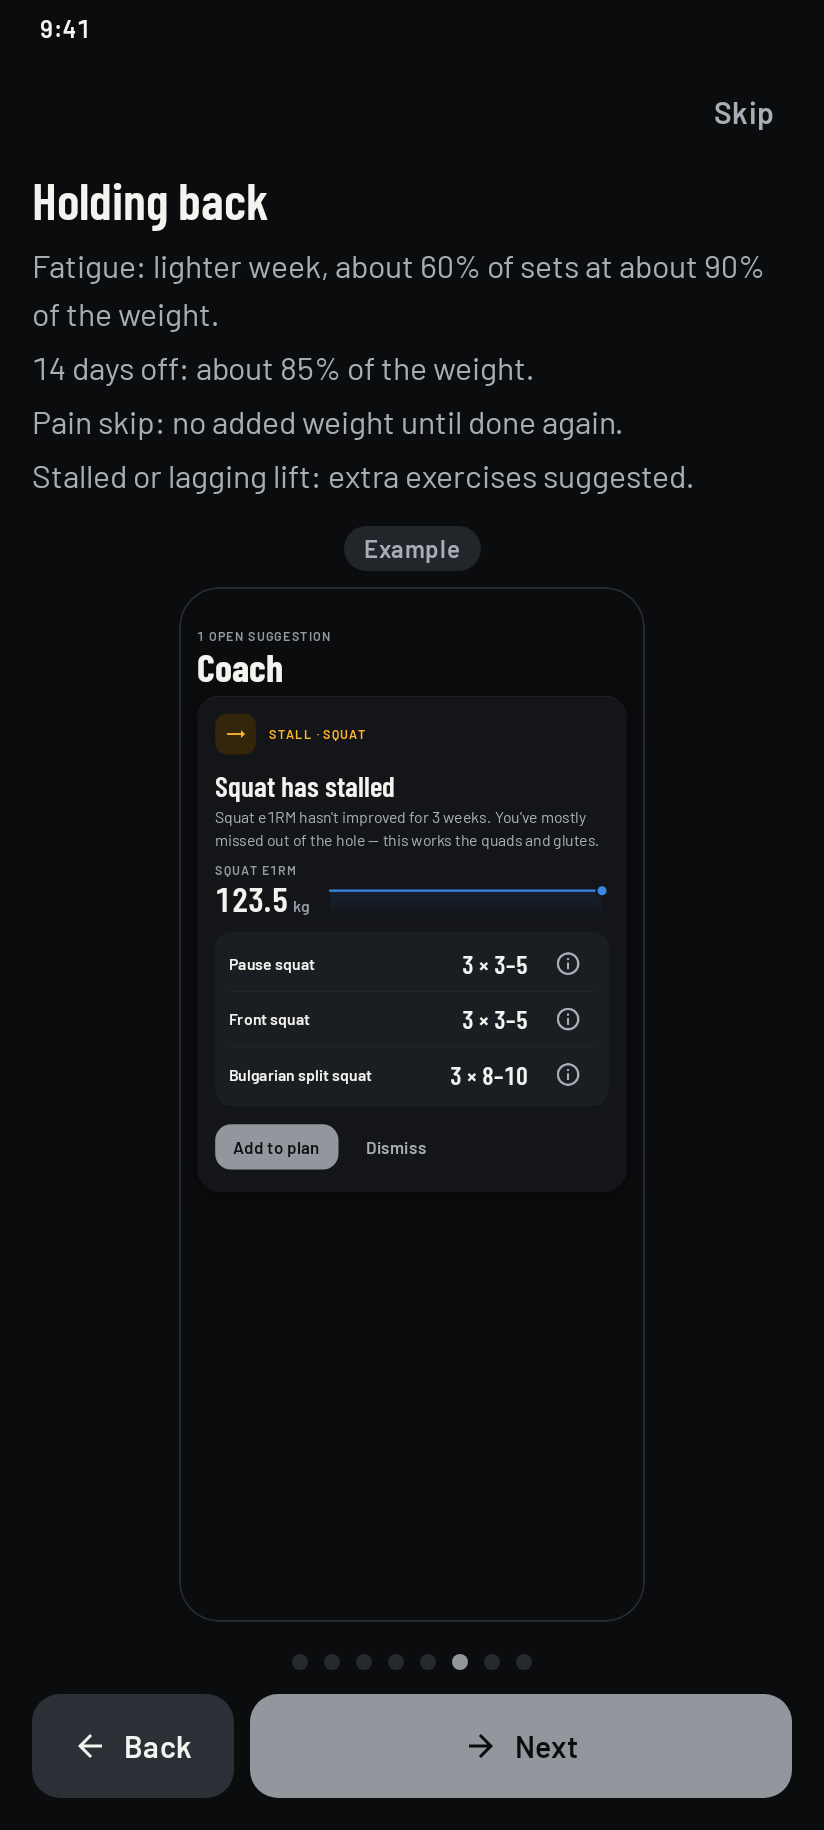 9:41
Skip
Holding back
Fatigue: lighter week, about 60% of sets at about 90%
of the weight.
14 days off: about 85% of the weight.
Pain skip: no added weight until done again.
Stalled or lagging lift: extra exercises suggested.
Example
1 OPEN SUGGESTION
Coach
STALL · SQUAT
Squat has stalled
Squat e1RM hasn't improved for 3 weeks. You've mostly
missed out of the hole — this works the quads and glutes.
SQUAT E1RM
123.5 kg
Pause squat 3 × 3–5
Front squat 3 × 3–5
Bulgarian split squat 3 × 8–10
Add to plan Dismiss
Back Next